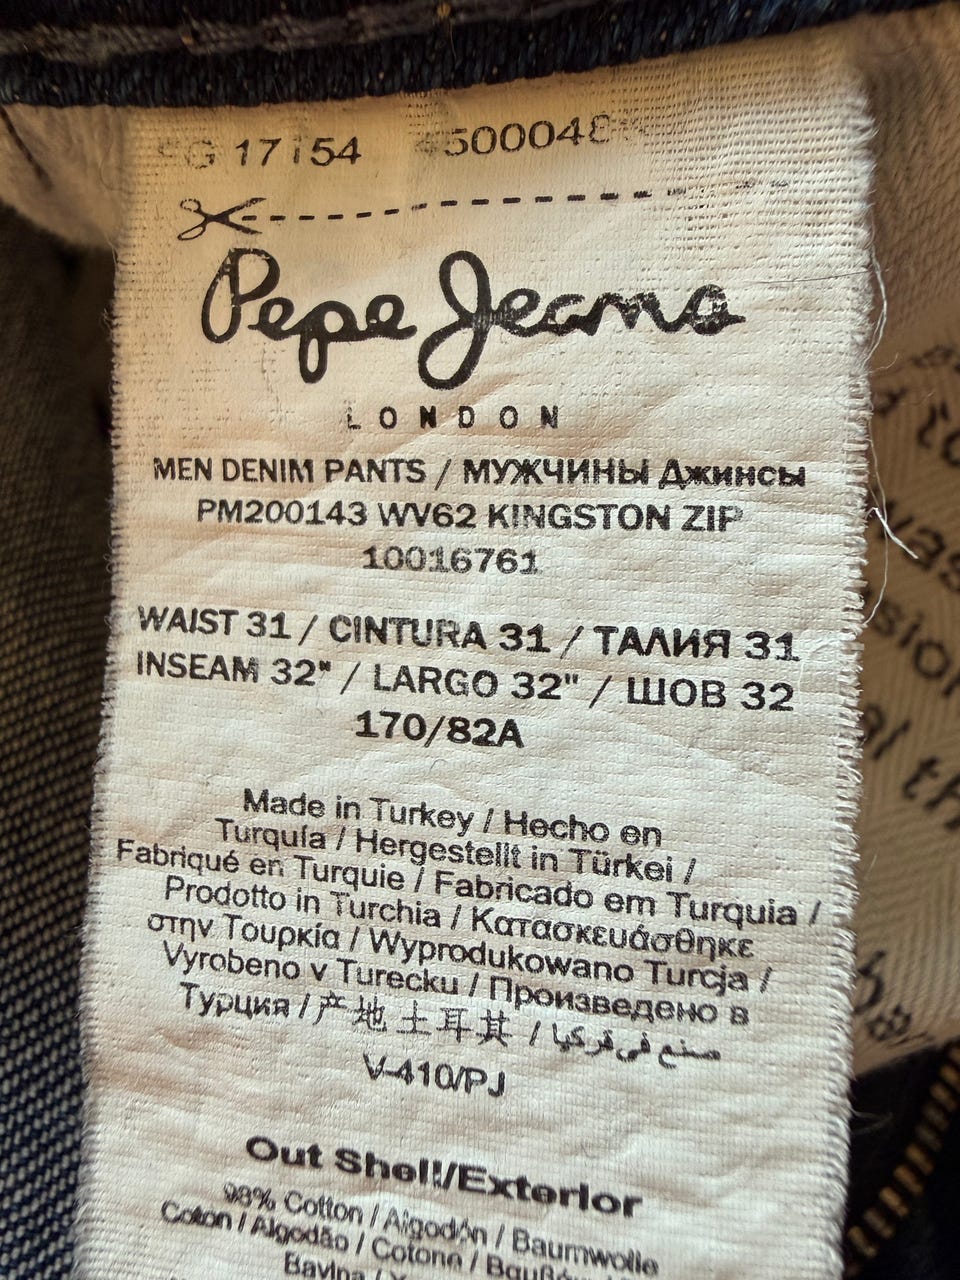 17154 500048
Pepe Jeans
LONDON
MEN DENIM PANTS / МУЖЧИНЫ Джинсы
PM200143 WV62 KINGSTON ZIP
10016761
WAIST 31 / CINTURA 31 / ТАЛИЯ 31
INSEAM 32" / LARGO 32" / ШОВ 32
170/82A
Made in Turkey / Hecho en
Turquía / Hergestellt in Türkei /
Fabriqué en Turquie / Fabricado em Turquia /
Prodotto in Turchia / Κατασκευάσθηκε
στην Τουρκία / Wyprodukowano Turcja /
Vyrobeno v Turecku / Произведено в
Турция / 产地 土耳其 / صنع في تركيا
V-410/PJ
Out Shell/Exterior
98% Cotton / Algodón / Baumwolle
Coton / Algodão / Cotone /
Bavlna /